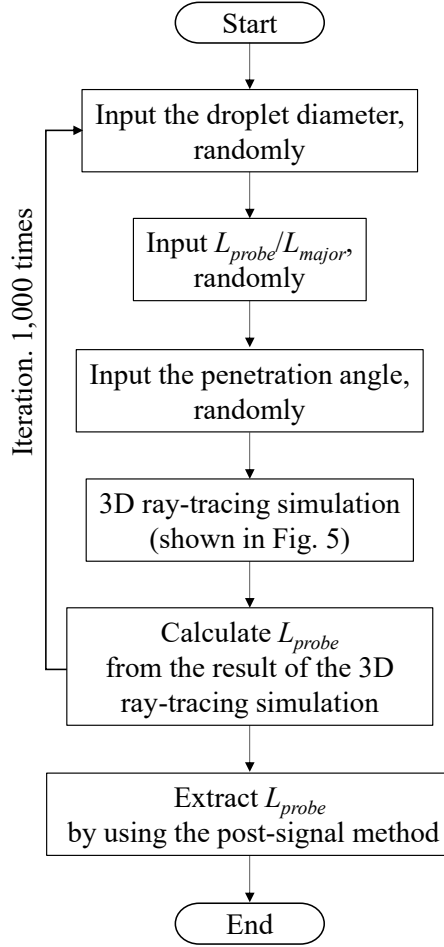 Start
Input the droplet diameter,
randomly
Input L_probe/L_major,
randomly
Input the penetration angle,
randomly
3D ray-tracing simulation
(shown in Fig. 5)
Calculate L_probe
from the result of the 3D
ray-tracing simulation
Extract L_probe
by using the post-signal method
End
Iteration. 1,000 times